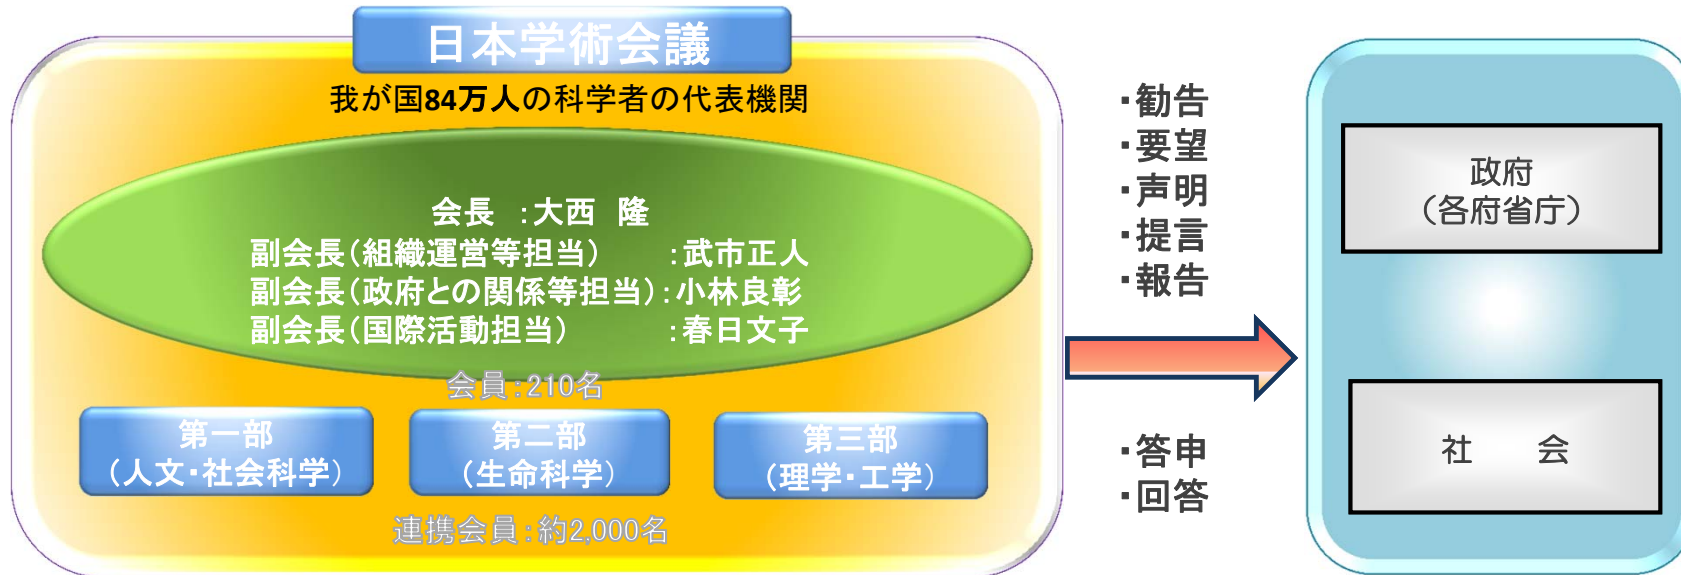 日本学術会議
我が国84万人の科学者の代表機関
会長 :大西 隆
副会長(組織運営等担当) :武市正人
副会長(政府との関係等担当):小林良彰
副会長(国際活動担当) :春日文子
会員:210名
第一部
(人文・社会科学)
第二部
(生命科学)
第三部
(理学・工学)
連携会員:約2,000名
・勧告
・要望
・声明
・提言
・報告
・答申
・回答
政府
(各府省庁)
社 会